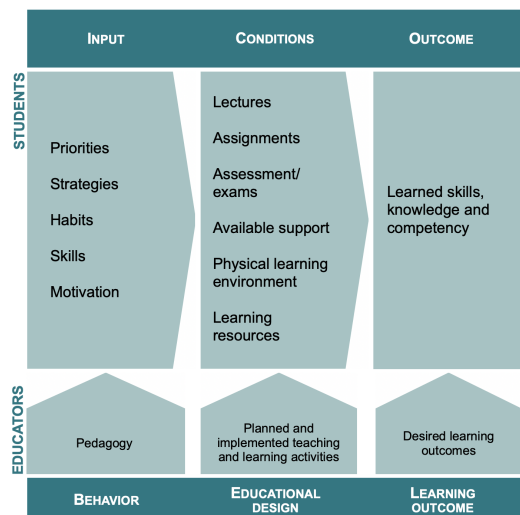 INPUT
CONDITIONS
OUTCOME
STUDENTS
Priorities
Strategies
Habits
Skills
Motivation
Lectures
Assignments
Assessment/
exams
Available support
Physical learning
environment
Learning
resources
Learned skills,
knowledge and
competency
EDUCATORS
Pedagogy
Planned and
implemented teaching
and learning activities
Desired learning
outcomes
BEHAVIOR
EDUCATIONAL
DESIGN
LEARNING
OUTCOME